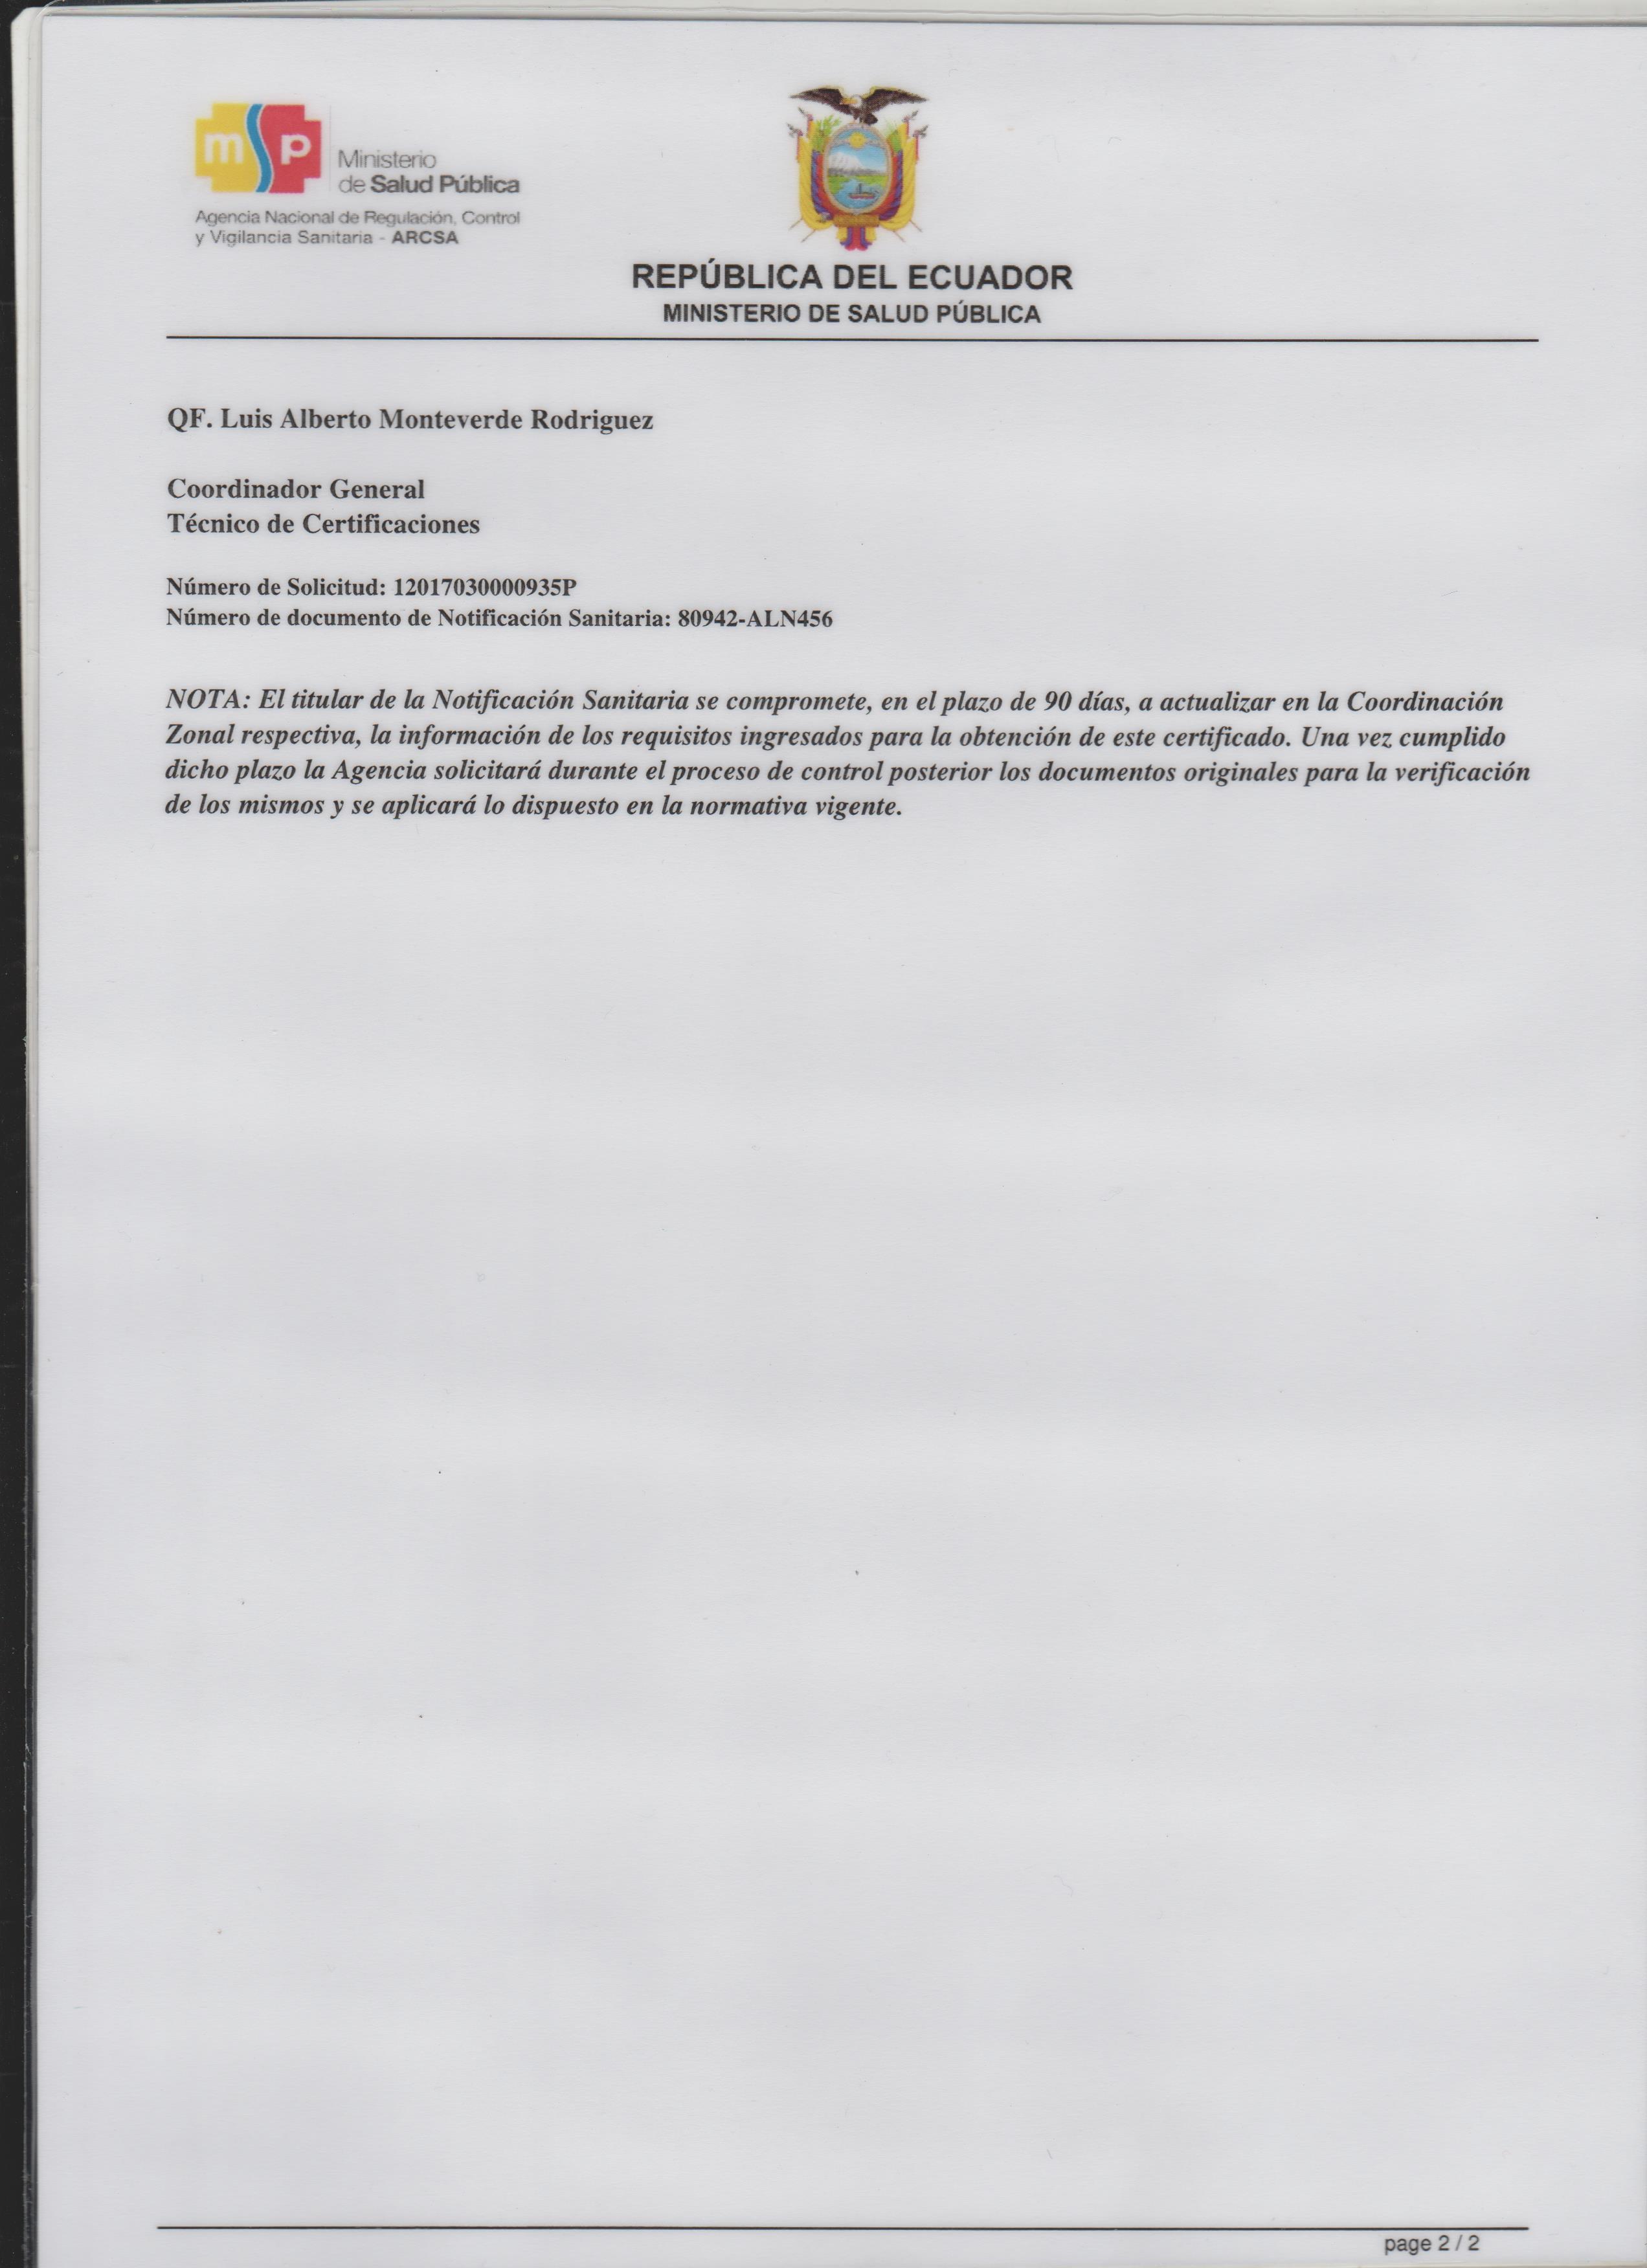 msp
Ministerio
de Salud Pública
Agencia Nacional de Regulación, Control
y Vigilancia Sanitaria - ARCSA
REPÚBLICA DEL ECUADOR
MINISTERIO DE SALUD PÚBLICA
QF. Luis Alberto Monteverde Rodriguez
Coordinador General
Técnico de Certificaciones
Número de Solicitud: 12017030000935P
Número de documento de Notificación Sanitaria: 80942-ALN456
NOTA: El titular de la Notificación Sanitaria se compromete, en el plazo de 90 días, a actualizar en la Coordinación
Zonal respectiva, la información de los requisitos ingresados para la obtención de este certificado. Una vez cumplido
dicho plazo la Agencia solicitará durante el proceso de control posterior los documentos originales para la verificación
de los mismos y se aplicará lo dispuesto en la normativa vigente.
page 2 / 2